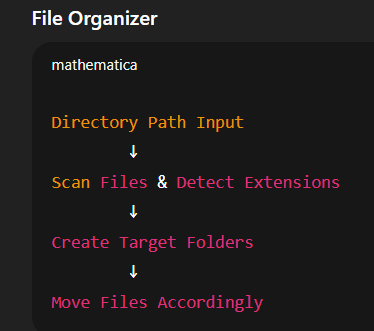 File Organizer
mathematica
Directory Path Input
↓
Scan Files & Detect Extensions
↓
Create Target Folders
↓
Move Files Accordingly